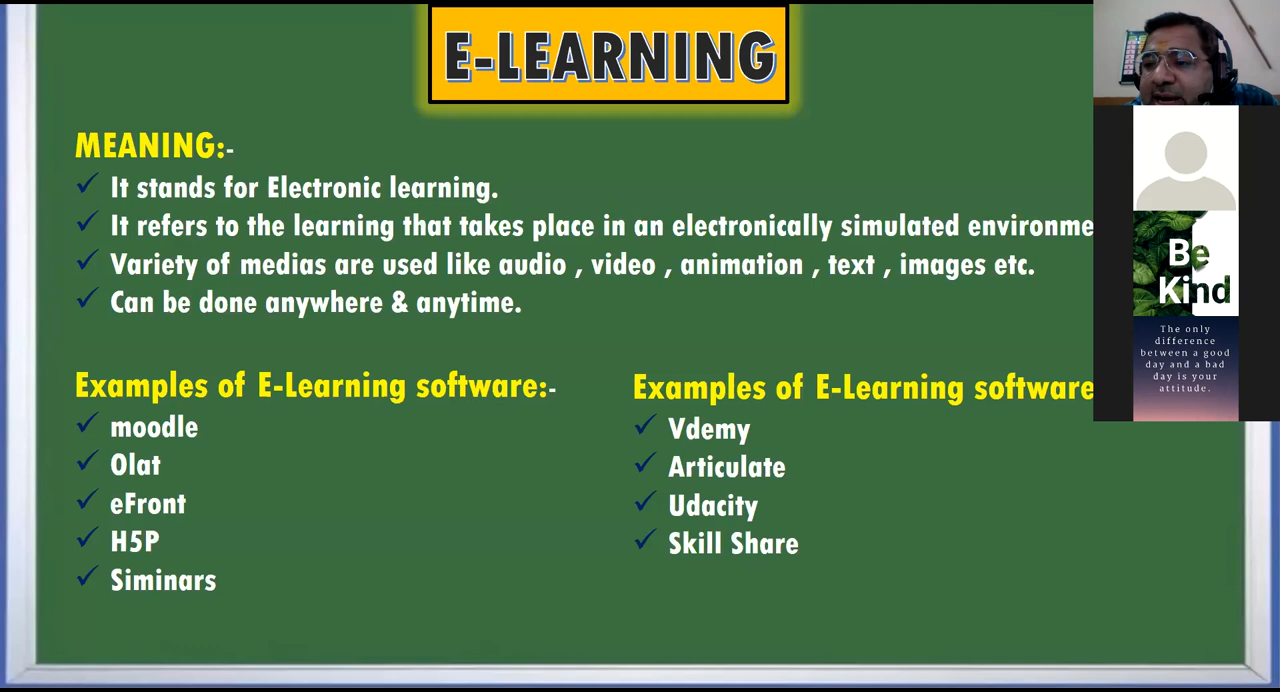 E-LEARNING
MEANING:-
✓ It stands for Electronic learning.
✓ It refers to the learning that takes place in an electronically simulated environme
✓ Variety of medias are used like audio , video , animation , text , images etc.
✓ Can be done anywhere & anytime.
Examples of E-Learning software:-
✓ moodle
✓ Olat
✓ eFront
✓ H5P
✓ Siminars
Examples of E-Learning software
✓ Vdemy
✓ Articulate
✓ Udacity
✓ Skill Share
Be
Kind
The only
difference
between a good
day and a bad
day is your
attitude.